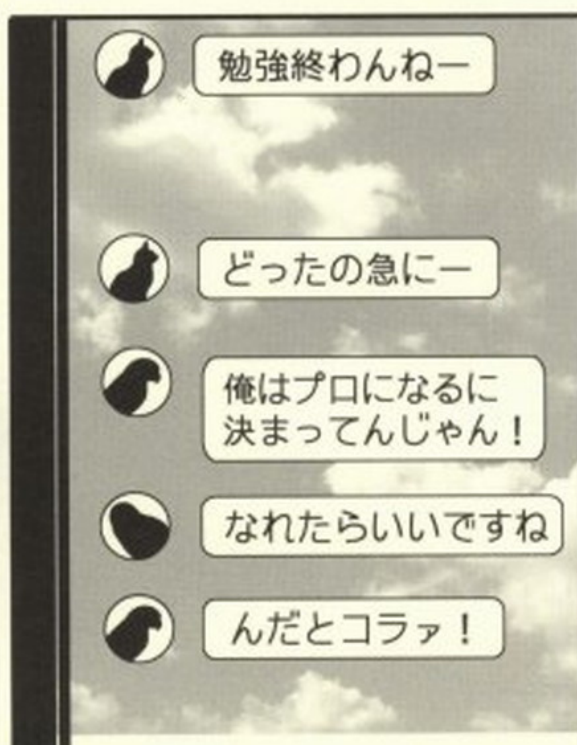 勉強終わんねー
どったの急にー
俺はプロになるに
決まってんじゃん！
なれたらいいですね
んだとコラァ！